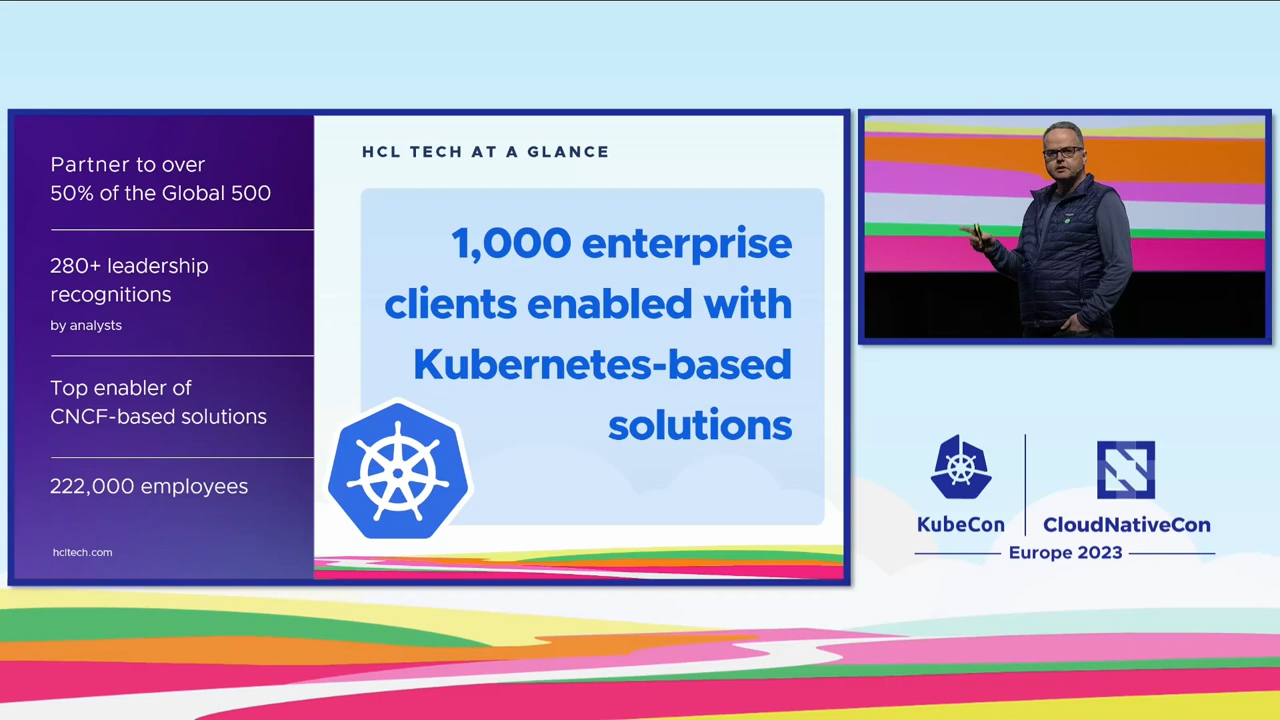 Partner to over
50% of the Global 500
280+ leadership
recognitions
by analysts
Top enabler of
CNCF-based solutions
222,000 employees
hcltech.com
HCL TECH AT A GLANCE
1,000 enterprise
clients enabled with
Kubernetes-based
solutions
KubeCon
CloudNativeCon
Europe 2023